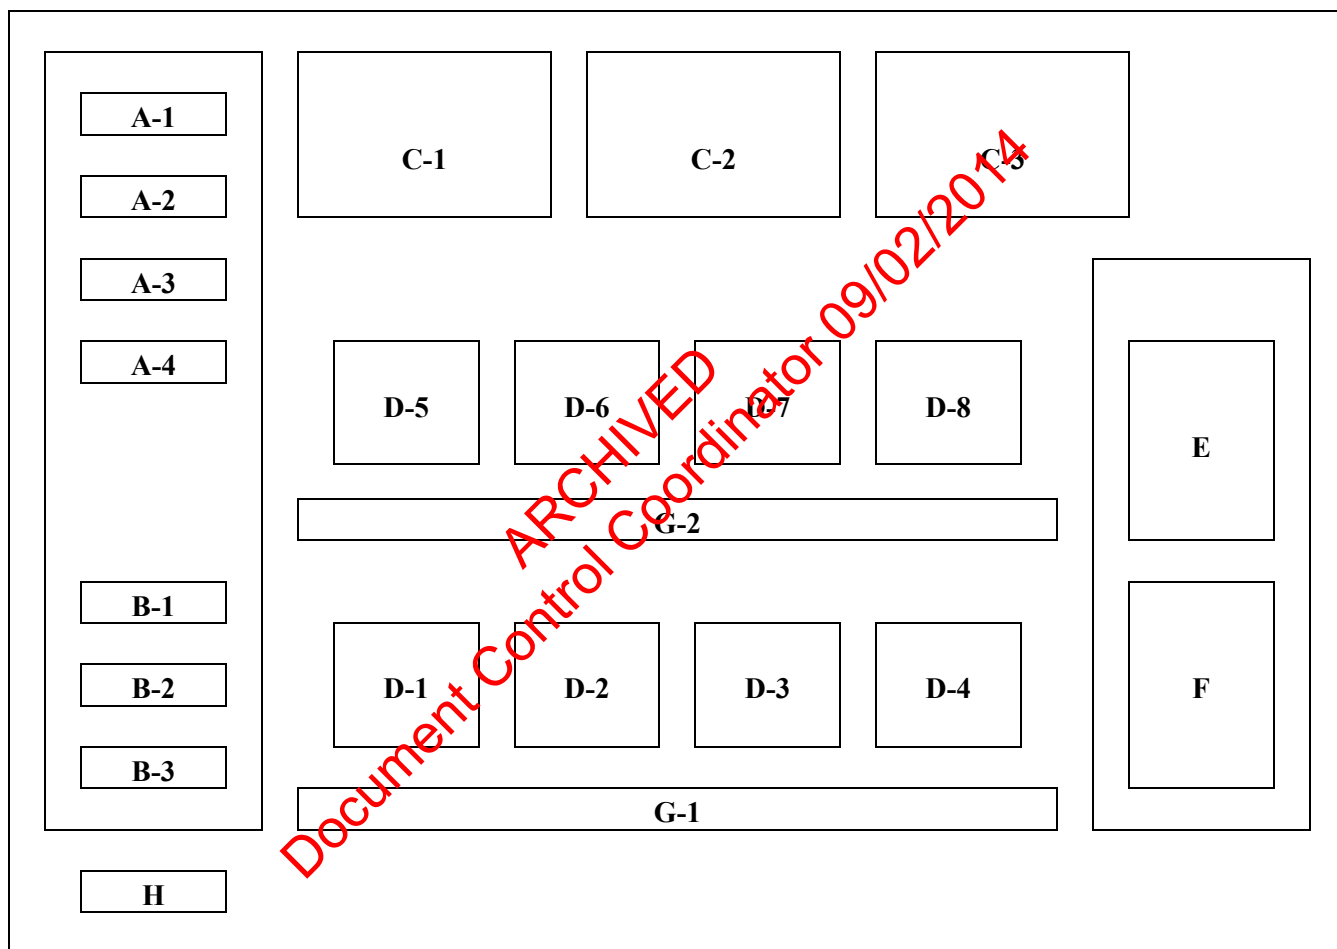 A-1
A-2
A-3
A-4
B-1
B-2
B-3
H
C-1
C-2
C-3
D-5
D-6
D-7
D-8
G-2
D-1
D-2
D-3
D-4
G-1
E
F
ARCHIVED
Document Control Coordinator 09/02/2014